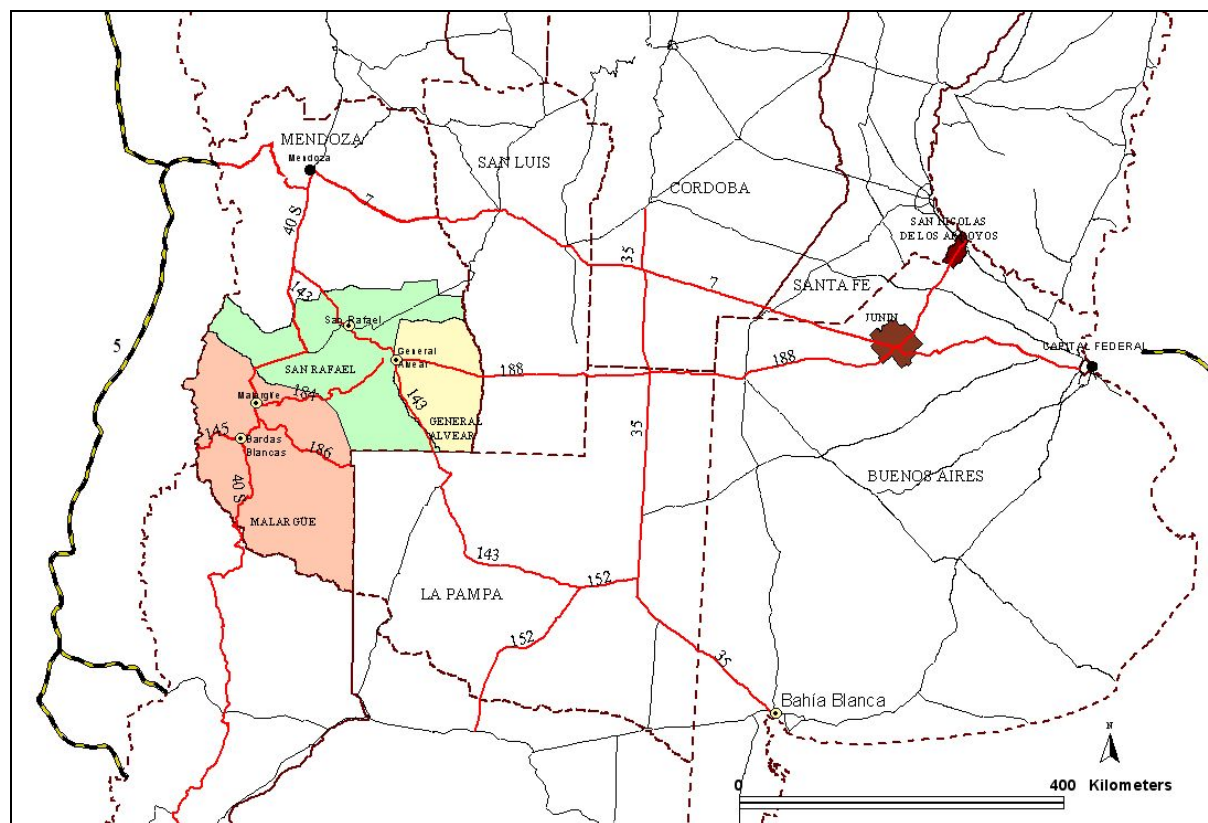 MENDOZA
Mendoza
SAN LUIS
CORDOBA
7
40 S
35
SAN NICOLAS
DE LOS ARROYOS
SANTA FE
7
143
San Rafael
JUNIN
5
CAPITAL FEDERAL
General
Alvear
188
188
SAN RAFAEL
Malargüe
184
143
GENERAL
ALVEAR
35
145
Bardas
Blancas
186
BUENOS AIRES
40 S
MALARGÜE
143
152
LA PAMPA
152
35
Bahía Blanca
N
0
400 Kilometers